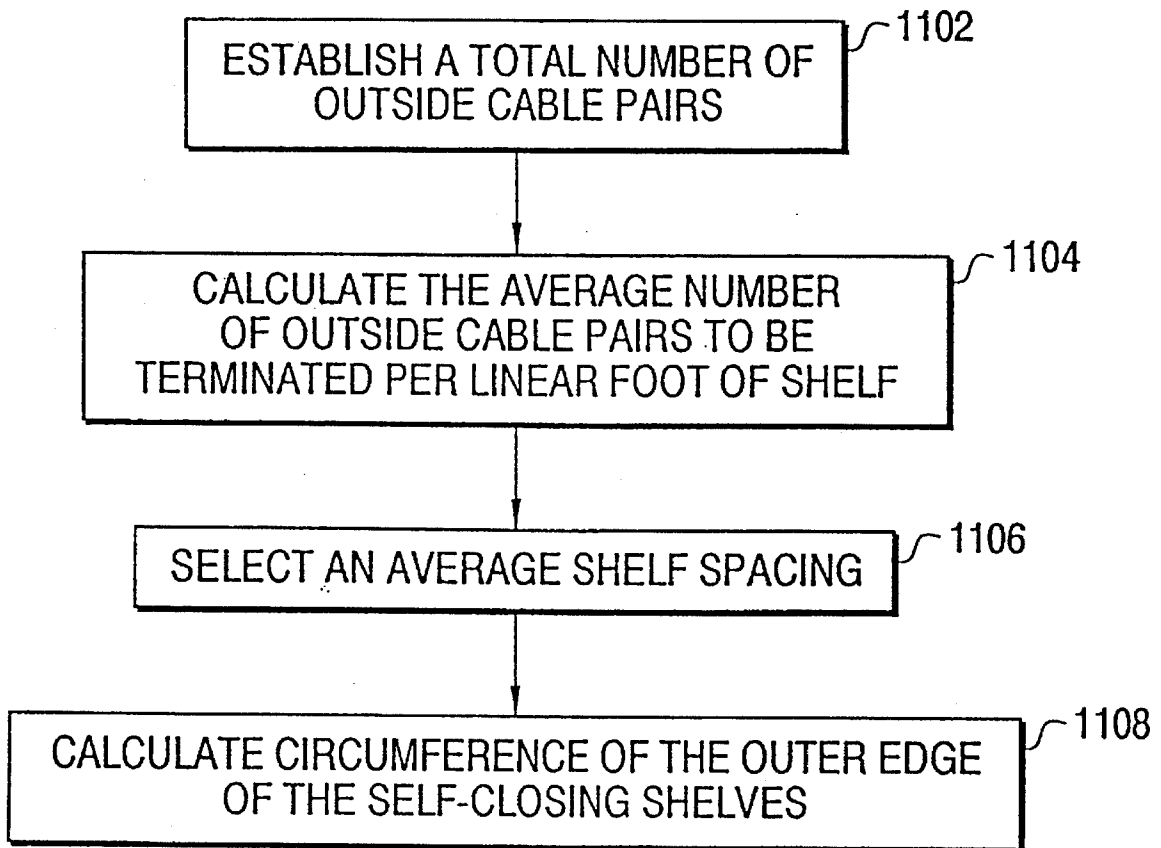 1102
ESTABLISH A TOTAL NUMBER OF
OUTSIDE CABLE PAIRS
1104
CALCULATE THE AVERAGE NUMBER
OF OUTSIDE CABLE PAIRS TO BE
TERMINATED PER LINEAR FOOT OF SHELF
1106
SELECT AN AVERAGE SHELF SPACING
1108
CALCULATE CIRCUMFERENCE OF THE OUTER EDGE
OF THE SELF-CLOSING SHELVES